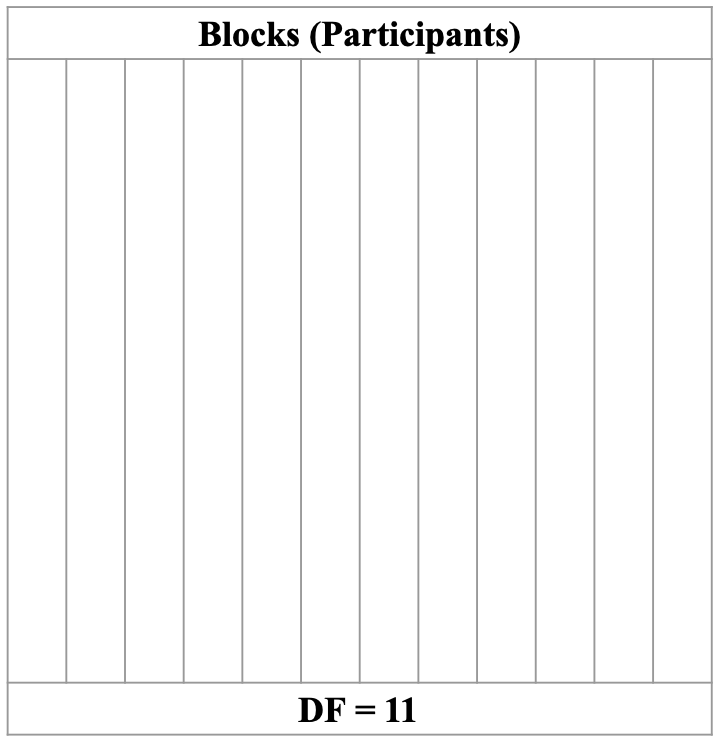 Blocks (Participants)
DF = 11